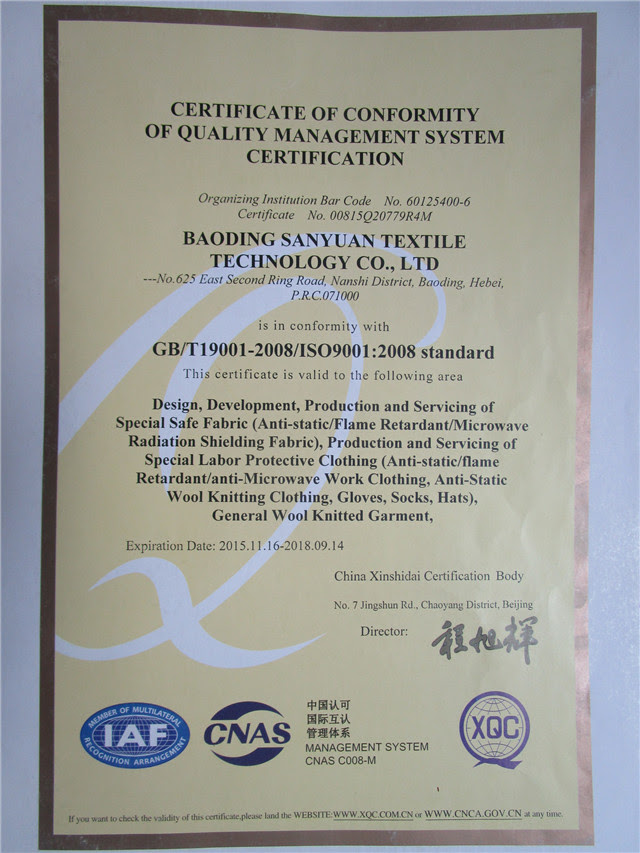 CERTIFICATE OF CONFORMITY
OF QUALITY MANAGEMENT SYSTEM
CERTIFICATION
Organizing Institution Bar Code No. 60125400-6
Certificate No. 00815Q20779R4M
BAODING SANYUAN TEXTILE
TECHNOLOGY CO., LTD
---No.625 East Second Ring Road, Nanshi District, Baoding, Hebei,
P.R.C.071000
is in conformity with
GB/T19001-2008/ISO9001:2008 standard
This certificate is valid to the following area
Design, Development, Production and Servicing of
Special Safe Fabric (Anti-static/Flame Retardant/Microwave
Radiation Shielding Fabric), Production and Servicing of
Special Labor Protective Clothing (Anti-static/flame
Retardant/anti-Microwave Work Clothing, Anti-Static
Wool Knitting Clothing, Gloves, Socks, Hats),
General Wool Knitted Garment,
Expiration Date: 2015.11.16-2018.09.14
China Xinshidai Certification Body
No. 7 Jingshun Rd., Chaoyang District, Beijing
Director: 程旭辉
MEMBER OF MULTILATERAL
IAF
RECOGNITION ARRANGEMENT
CNAS
中国认可
国际互认
管理体系
MANAGEMENT SYSTEM
CNAS C008-M
XQC
If you want to check the validity of this certificate,please land the WEBSITE:WWW.XQC.COM.CN or WWW.CNCA.GOV.CN at any time.